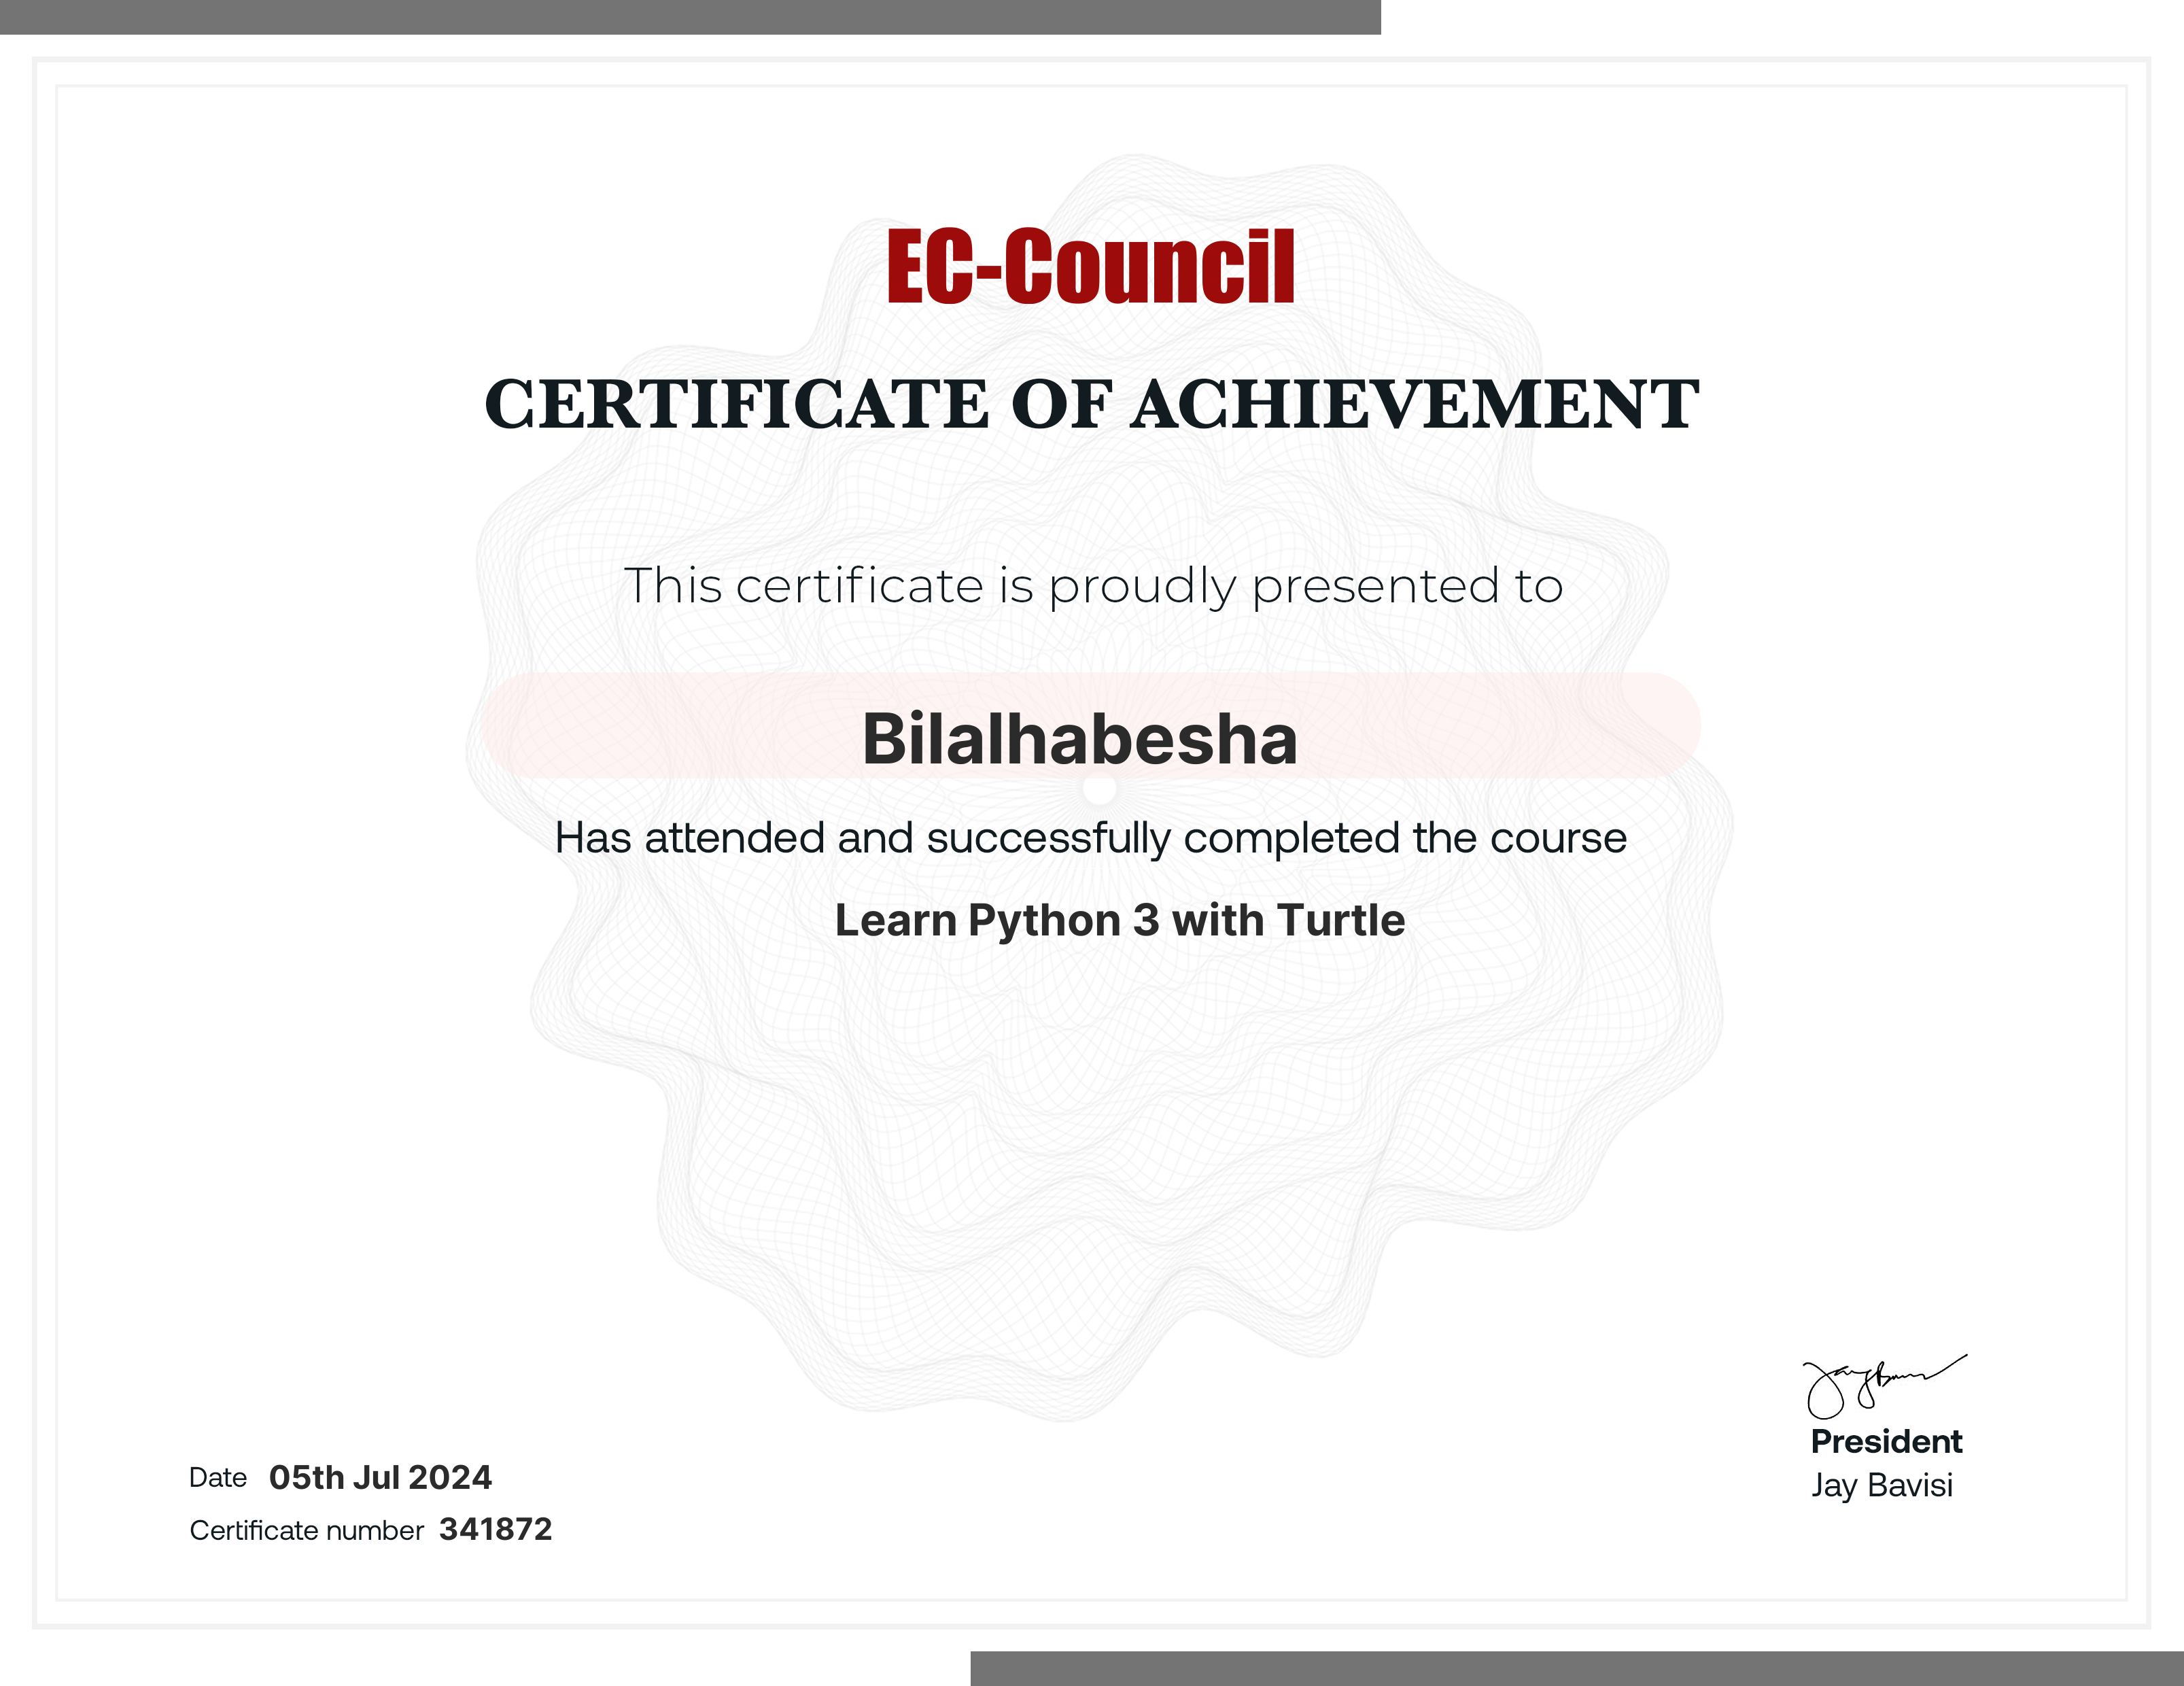 EC-Council
CERTIFICATE OF ACHIEVEMENT
This certificate is proudly presented to
Bilalhabesha
Has attended and successfully completed the course
Learn Python 3 with Turtle
President
Jay Bavisi
Date 05th Jul 2024
Certificate number 341872